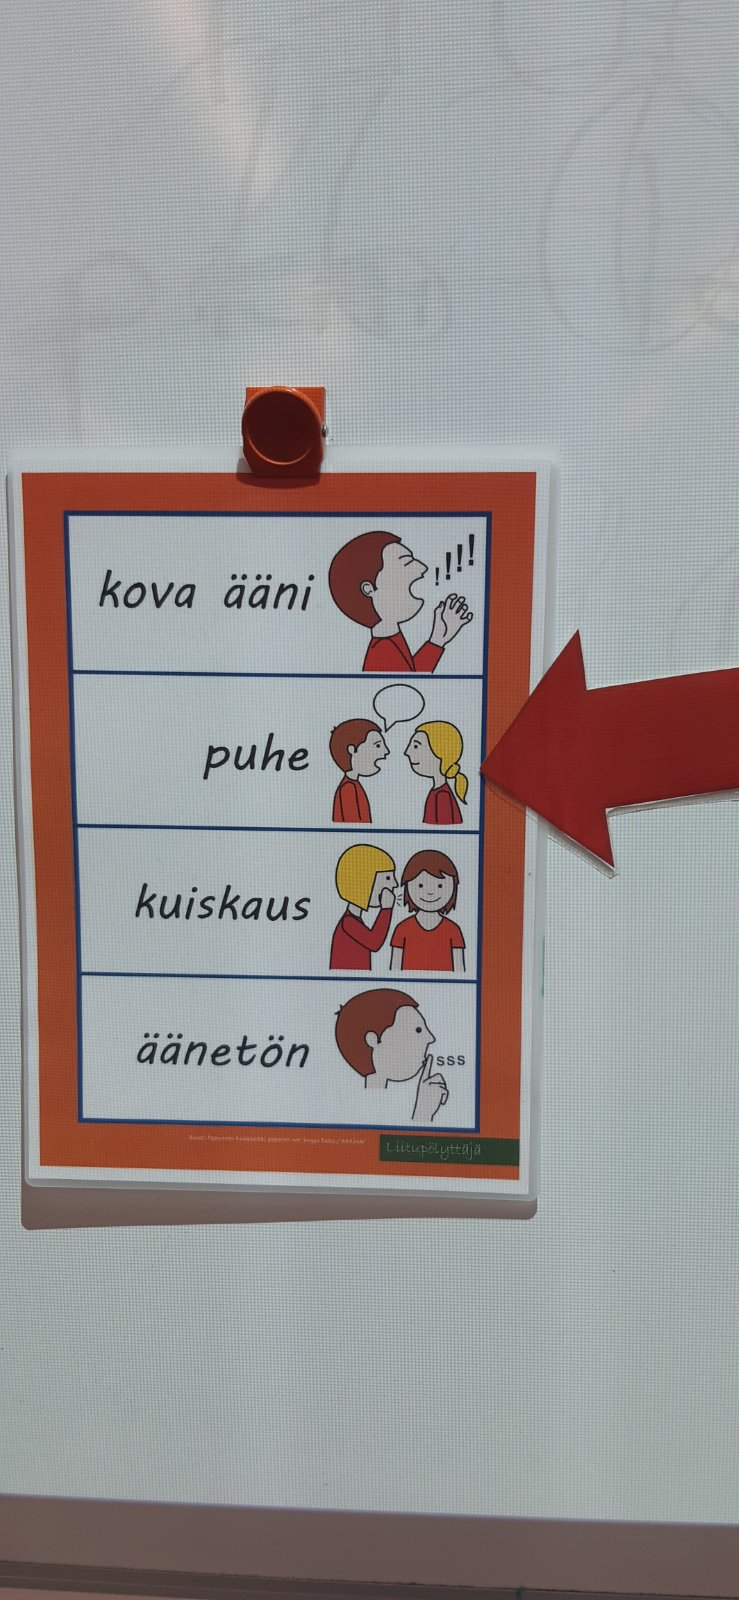 kova ääni
!!!!
puhe
kuiskaus
äänetön
sss
Liitupölyttäjä